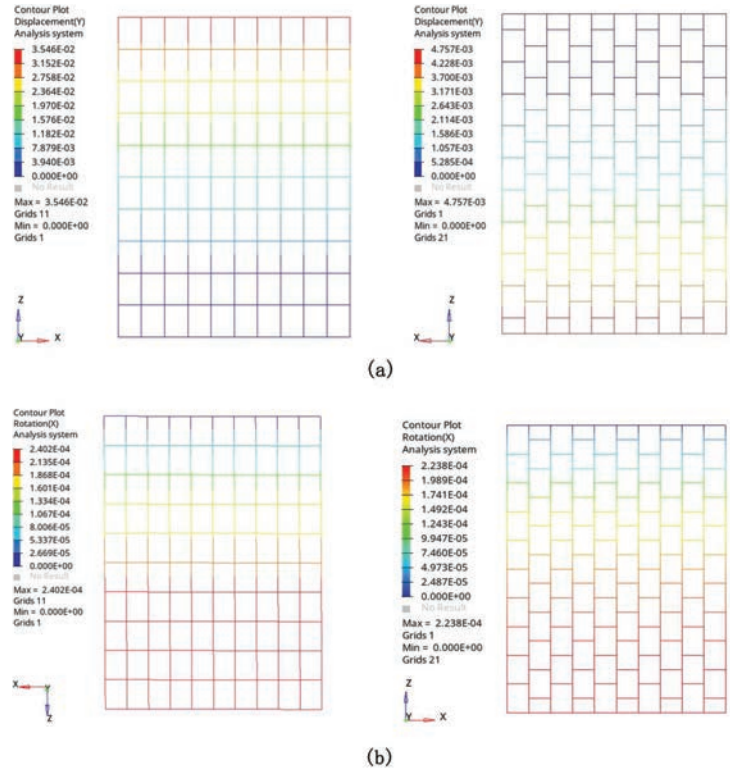 Contour Plot
Displacement(Y)
Analysis system
3.546E-02
3.152E-02
2.758E-02
2.364E-02
1.970E-02
1.576E-02
1.182E-02
7.879E-03
3.940E-03
0.000E+00
No Result
Max = 3.546E-02
Grids 11
Min = 0.000E+00
Grids 1
Z
Y
X
Contour Plot
Displacement(Y)
Analysis system
4.757E-03
4.228E-03
3.700E-03
3.171E-03
2.643E-03
2.114E-03
1.586E-03
1.057E-03
5.285E-04
0.000E+00
No Result
Max = 4.757E-03
Grids 1
Min = 0.000E+00
Grids 21
Z
X
Y
(a)
Contour Plot
Rotation(X)
Analysis system
2.402E-04
2.135E-04
1.868E-04
1.601E-04
1.334E-04
1.067E-04
8.006E-05
5.337E-05
2.669E-05
0.000E+00
No Result
Max = 2.402E-04
Grids 11
Min = 0.000E+00
Grids 1
X
Y
Z
Contour Plot
Rotation(X)
Analysis system
2.238E-04
1.989E-04
1.741E-04
1.492E-04
1.243E-04
9.947E-05
7.460E-05
4.973E-05
2.487E-05
0.000E+00
No Result
Max = 2.238E-04
Grids 1
Min = 0.000E+00
Grids 21
Z
Y
X
(b)